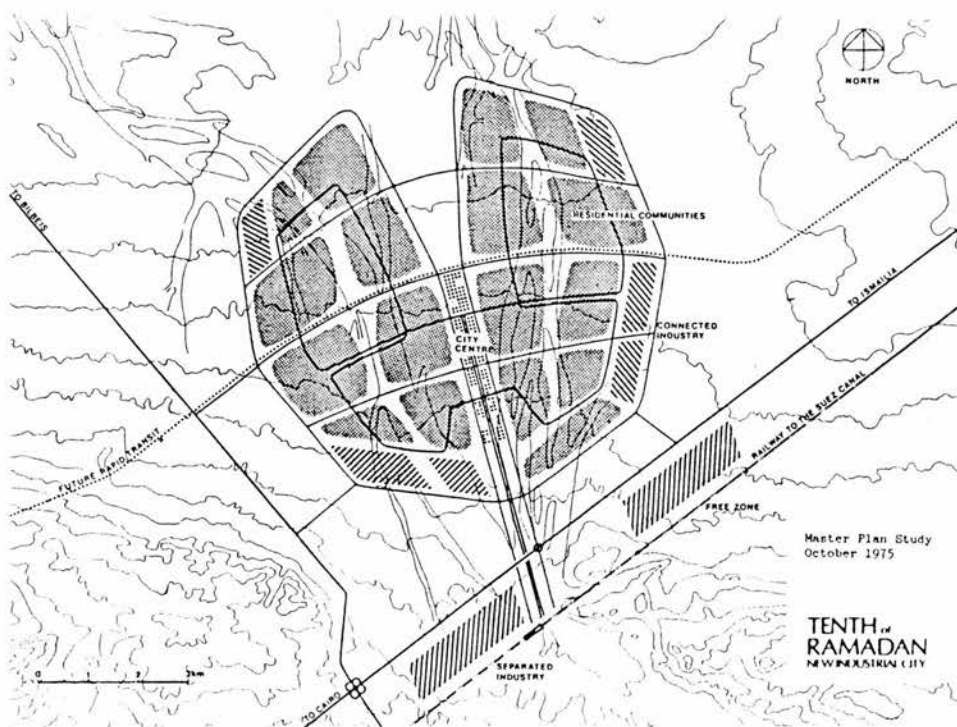 NORTH
TO BILBEIS
RESIDENTIAL COMMUNITIES
TO ISMAILIA
CONNECTED
INDUSTRY
CITY
CENTRE
RAILWAY TO THE SUEZ CANAL
FUTURE RAPID TRANSIT
FREE ZONE
Master Plan Study
October 1975
TENTH of
RAMADAN
NEW INDUSTRIAL CITY
SEPARATED
INDUSTRY
0 1 2 3km
TO CAIRO